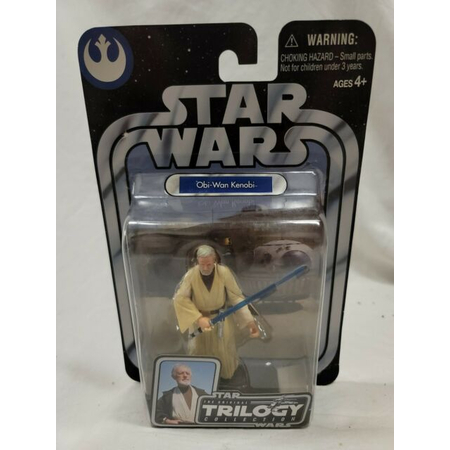 WARNING:
CHOKING HAZARD – Small parts.
Not for children under 3 years.
AGES 4+
STAR
WARS
Obi-Wan Kenobi
STAR
THE ORIGINAL
TRILOGY
COLLECTION
WARS